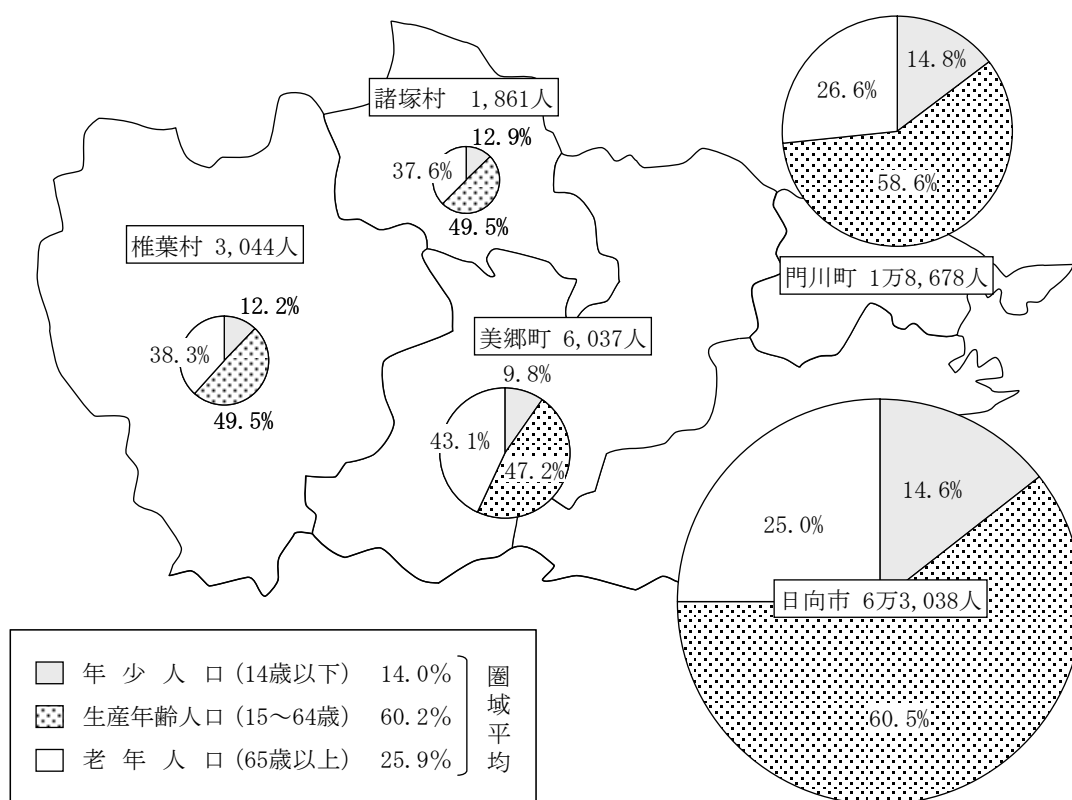 諸塚村 1,861人
12.9%
37.6%
49.5%
14.8%
26.6%
58.6%
門川町 1万8,678人
椎葉村 3,044人
12.2%
38.3%
49.5%
美郷町 6,037人
9.8%
43.1%
47.2%
14.6%
25.0%
日向市 6万3,038人
60.5%
年少人口(14歳以下) 14.0%
生産年齢人口(15～64歳) 60.2%
老年人口(65歳以上) 25.9%
圏域平均